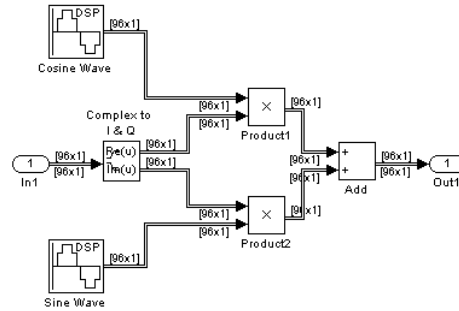 DSP
[96x1]
Cosine Wave
Complex to
I & Q
[96x1]
[96x1]
[96x1]
×
Product1
Re(u)
Im(u)
[96x1]
[96x1]
[96x1]
[96x1]
1
In1
[96x1]
[96x1]
+
+
Add
[96x1]
[96x1]
1
Out1
[96x1]
[96x1]
×
Product2
[96x1]
[96x1]
DSP
[96x1]
Sine Wave